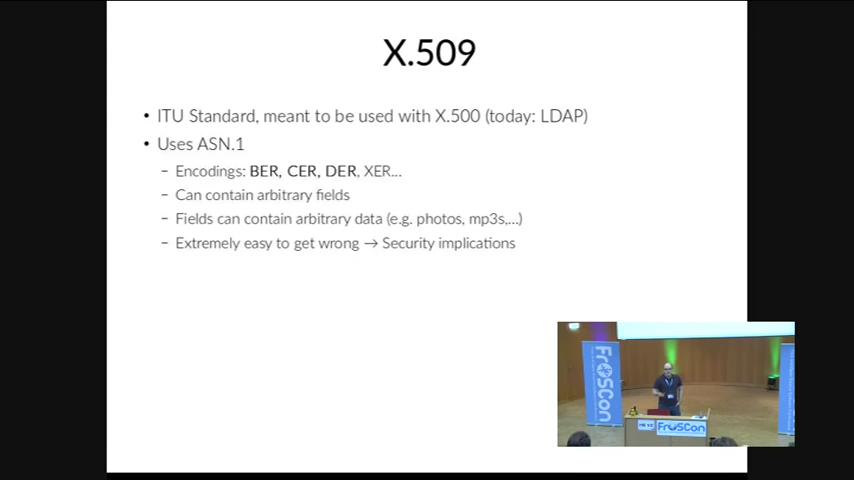 X.509
• ITU Standard, meant to be used with X.500 (today: LDAP)
• Uses ASN.1
– Encodings: BER, CER, DER, XER...
– Can contain arbitrary fields
– Fields can contain arbitrary data (e.g. photos, mp3s,...)
– Extremely easy to get wrong → Security implications
FrOSCon
FrOSCon